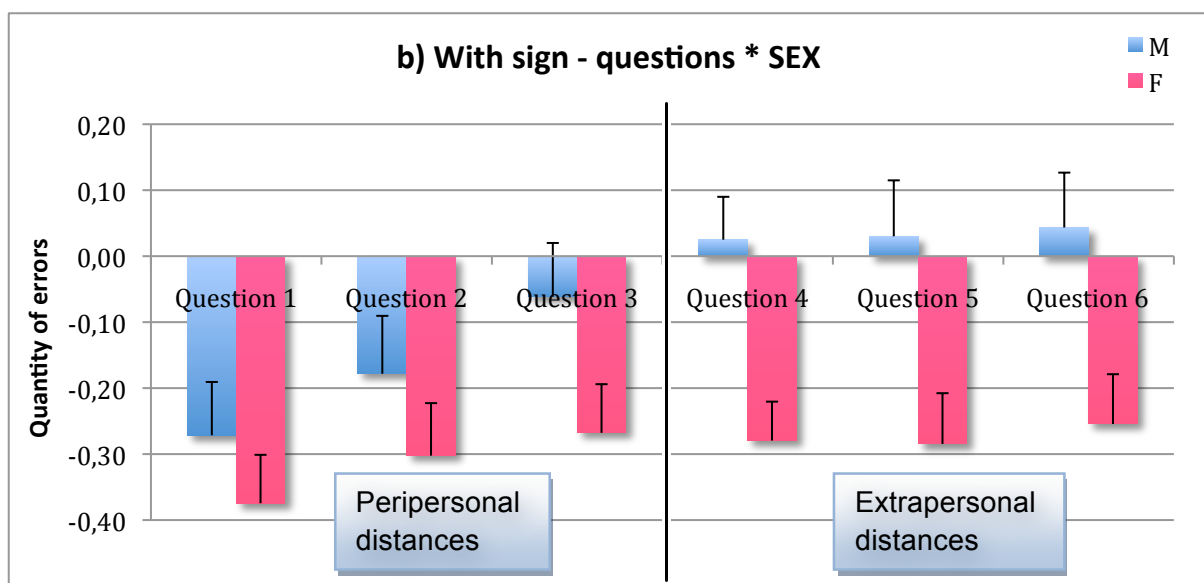 b) With sign - questions * SEX
M
F
Quantity of errors
0,20
0,10
0,00
-0,10
-0,20
-0,30
-0,40
Question 1
Question 2
Question 3
Question 4
Question 5
Question 6
Peripersonal
distances
Extrapersonal
distances